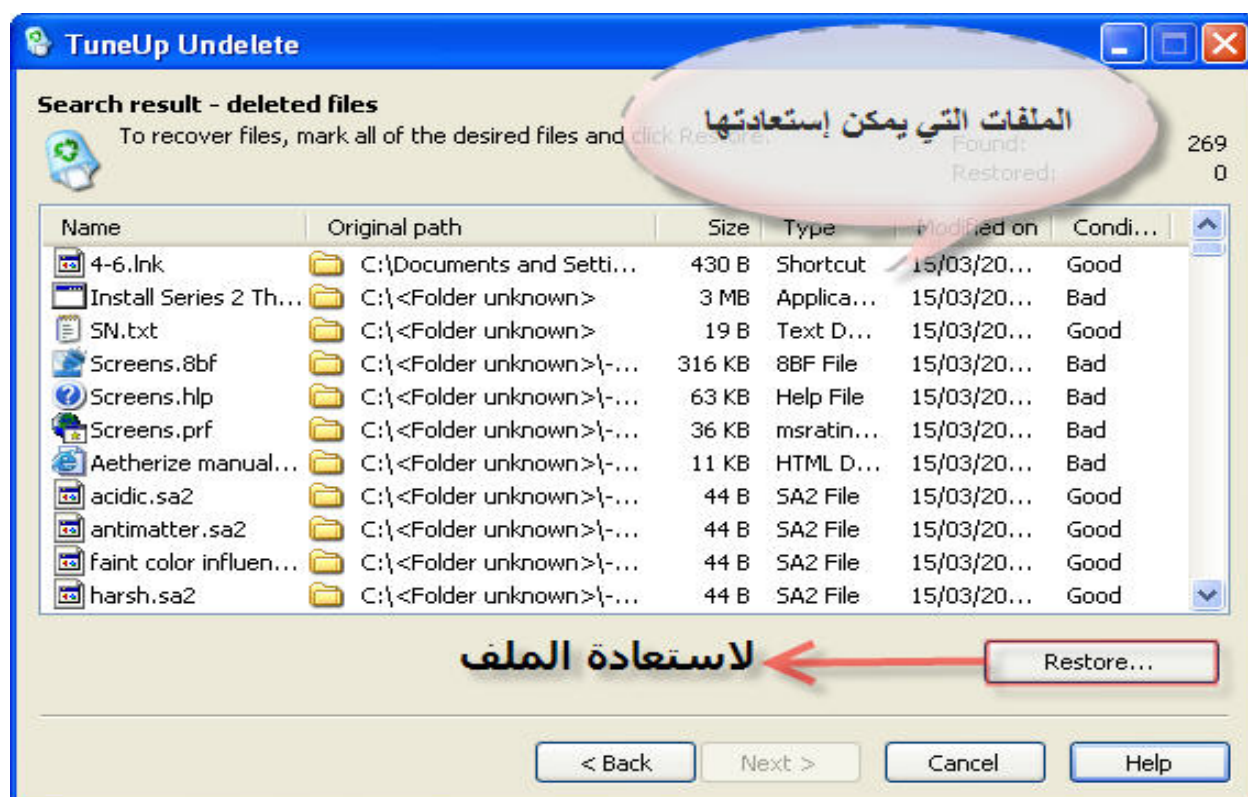 TuneUp Undelete
Search result - deleted files
To recover files, mark all of the desired files and click Restore.
الملفات التي يمكن إستعادتها
Found: 269
Restored: 0
Name Original path Size Type Modified on Condi...
4-6.lnk C:\Documents and Setti... 430 B Shortcut 15/03/20... Good
Install Series 2 Th... C:\<Folder unknown> 3 MB Applica... 15/03/20... Bad
SN.txt C:\<Folder unknown> 19 B Text D... 15/03/20... Good
Screens.8bf C:\<Folder unknown>\-... 316 KB 8BF File 15/03/20... Bad
Screens.hlp C:\<Folder unknown>\-... 63 KB Help File 15/03/20... Bad
Screens.prf C:\<Folder unknown>\-... 36 KB msratin... 15/03/20... Bad
Aetherize manual... C:\<Folder unknown>\-... 11 KB HTML D... 15/03/20... Bad
acidic.sa2 C:\<Folder unknown>\-... 44 B SA2 File 15/03/20... Good
antimatter.sa2 C:\<Folder unknown>\-... 44 B SA2 File 15/03/20... Good
faint color influen... C:\<Folder unknown>\-... 44 B SA2 File 15/03/20... Good
harsh.sa2 C:\<Folder unknown>\-... 44 B SA2 File 15/03/20... Good
لاستعادة الملف
Restore...
< Back Next > Cancel Help